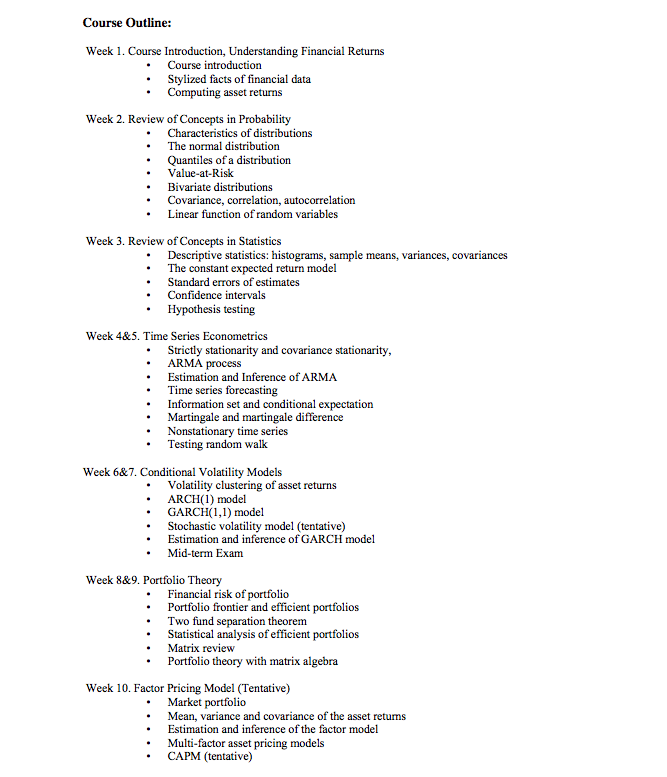 Course Outline:
Week 1. Course Introduction, Understanding Financial Returns
• Course introduction
• Stylized facts of financial data
• Computing asset returns
Week 2. Review of Concepts in Probability
• Characteristics of distributions
• The normal distribution
• Quantiles of a distribution
• Value-at-Risk
• Bivariate distributions
• Covariance, correlation, autocorrelation
• Linear function of random variables
Week 3. Review of Concepts in Statistics
• Descriptive statistics: histograms, sample means, variances, covariances
• The constant expected return model
• Standard errors of estimates
• Confidence intervals
• Hypothesis testing
Week 4&5. Time Series Econometrics
• Strictly stationarity and covariance stationarity,
• ARMA process
• Estimation and Inference of ARMA
• Time series forecasting
• Information set and conditional expectation
• Martingale and martingale difference
• Nonstationary time series
• Testing random walk
Week 6&7. Conditional Volatility Models
• Volatility clustering of asset returns
• ARCH(1) model
• GARCH(1,1) model
• Stochastic volatility model (tentative)
• Estimation and inference of GARCH model
• Mid-term Exam
Week 8&9. Portfolio Theory
• Financial risk of portfolio
• Portfolio frontier and efficient portfolios
• Two fund separation theorem
• Statistical analysis of efficient portfolios
• Matrix review
• Portfolio theory with matrix algebra
Week 10. Factor Pricing Model (Tentative)
• Market portfolio
• Mean, variance and covariance of the asset returns
• Estimation and inference of the factor model
• Multi-factor asset pricing models
• CAPM (tentative)